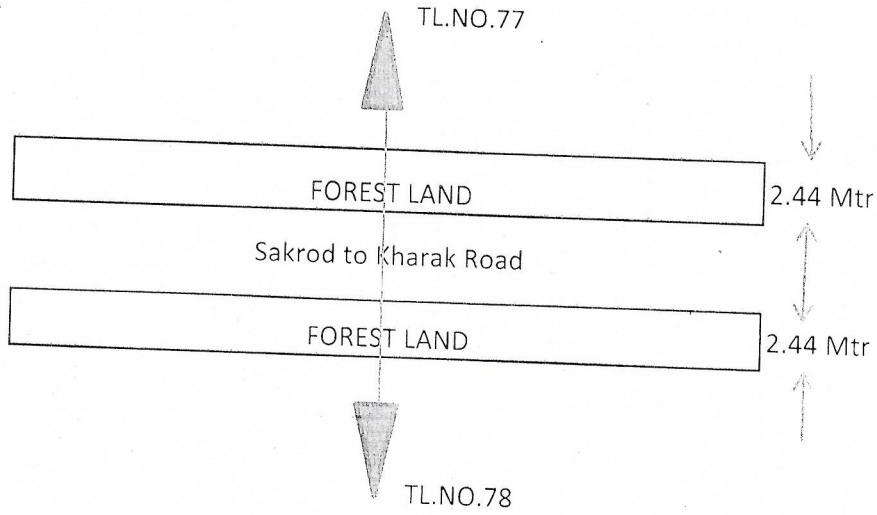 TL.NO.77
FOREST LAND
2.44 Mtr
Sakrod to Kharak Road
FOREST LAND
2.44 Mtr
TL.NO.78